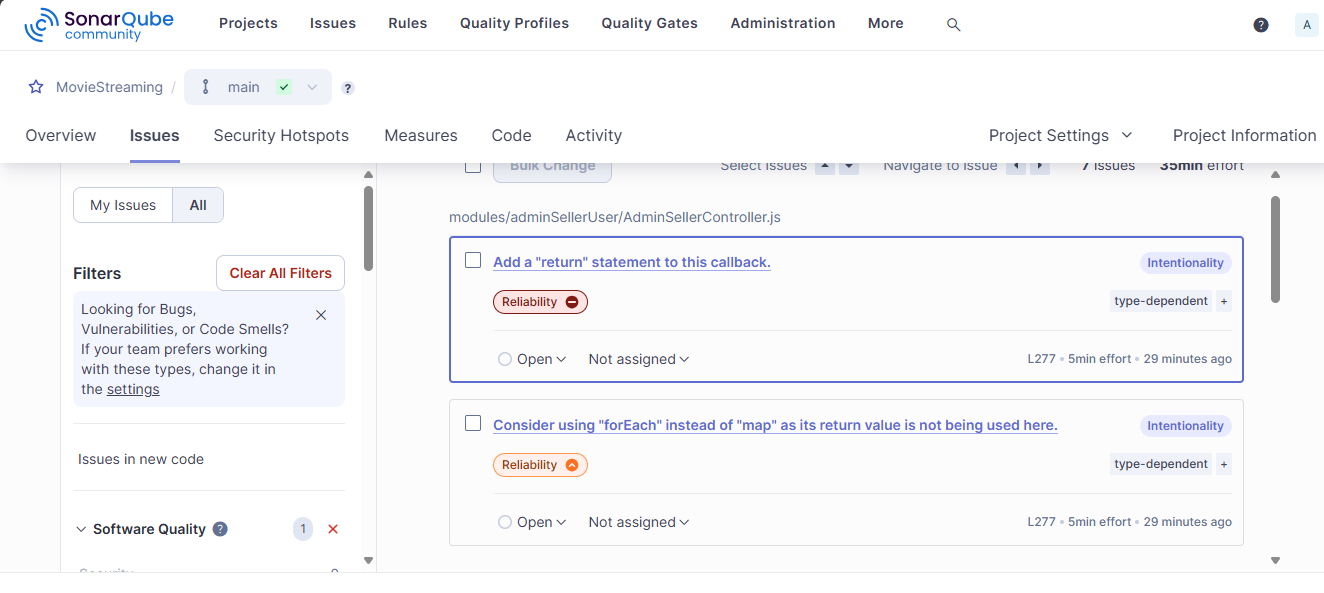 SonarQube
community
Projects Issues Rules Quality Profiles Quality Gates Administration More
? A
MovieStreaming / main ?
Overview Issues Security Hotspots Measures Code Activity Project Settings Project Information
Bulk Change Select Issues Navigate to Issue 7 issues 35min effort
My Issues All
Filters Clear All Filters
Looking for Bugs,
Vulnerabilities, or Code Smells?
If your team prefers working
with these types, change it in
the settings
Issues in new code
Software Quality ? 1
modules/adminSellerUser/AdminSellerController.js
Add a "return" statement to this callback. Intentionality
Reliability type-dependent +
Open Not assigned L277 • 5min effort • 29 minutes ago
Consider using "forEach" instead of "map" as its return value is not being used here. Intentionality
Reliability type-dependent +
Open Not assigned L277 • 5min effort • 29 minutes ago